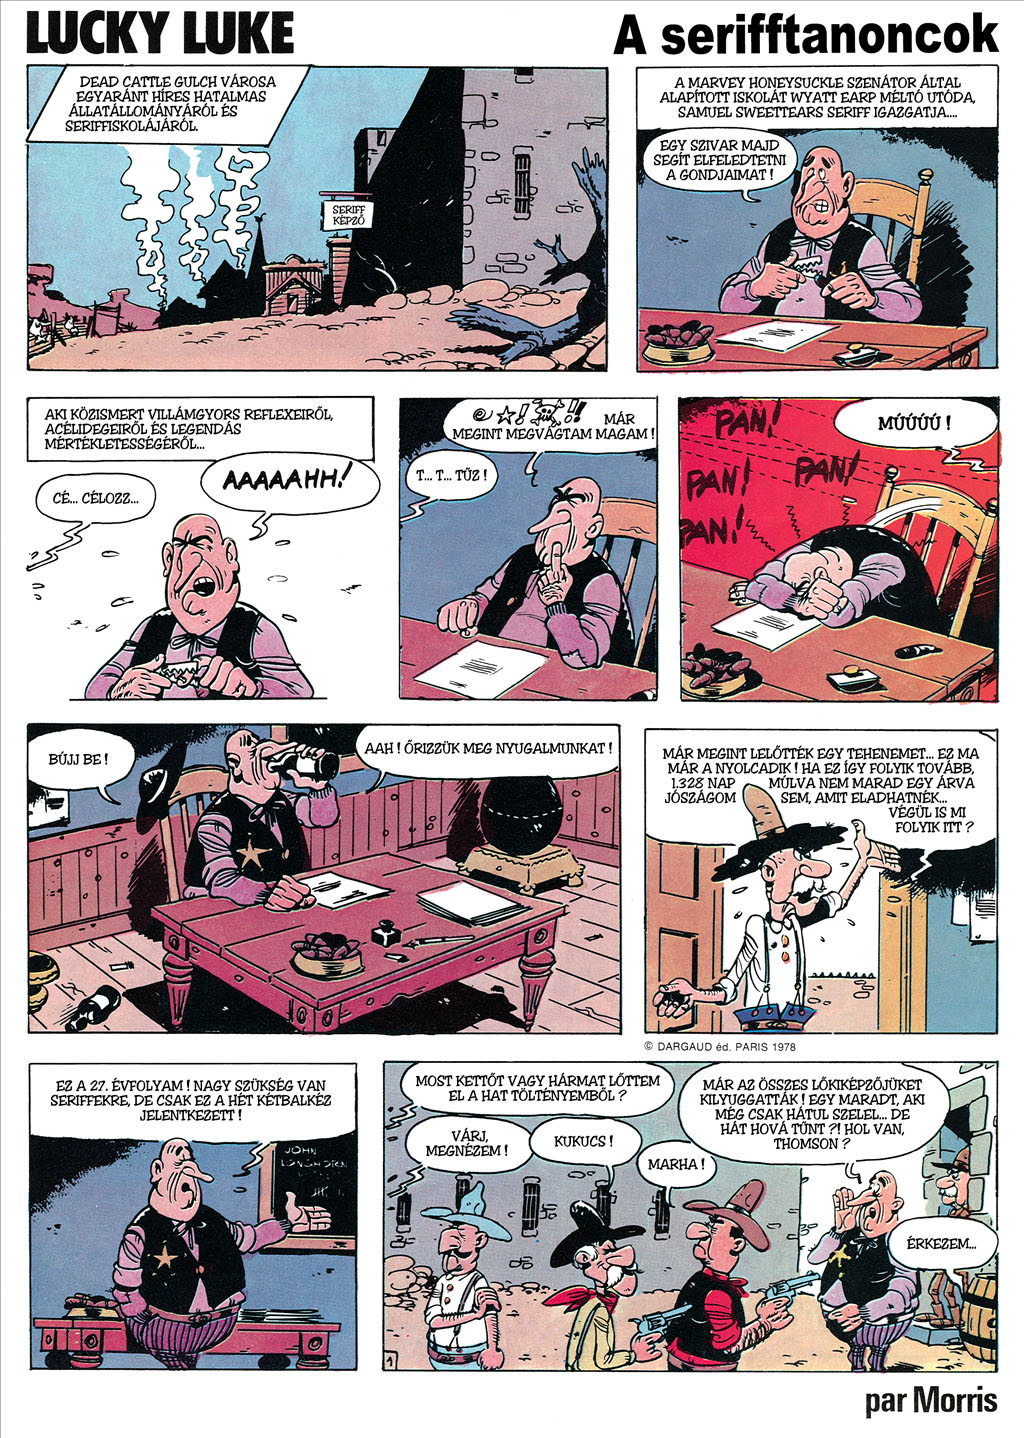 LUCKY LUKE
A serifftanoncok
DEAD CATTLE GULCH VÁROSA
EGYARÁNT HÍRES HATALMAS
ÁLLATÁLLOMÁNYÁRÓL ÉS
SERIFFISKOLÁJÁRÓL.
SERIFF
KÉPZŐ
A MARVEY HONEYSUCKLE SZENÁTOR ÁLTAL
ALAPÍTOTT ISKOLÁT WYATT EARP MÉLTÓ UTÓDA,
SAMUEL SWEETTEARS SERIFF IGAZGATJA....
EGY SZIVAR MAJD
SEGÍT ELFELEDTETNI
A GONDJAIMAT !
AKI KÖZISMERT VILLÁMGYORS REFLEXEIRŐL,
ACÉLIDEGEIRŐL ÉS LEGENDÁS
MÉRTÉKLETESSÉGÉRŐL...
CÉ... CÉLOZZ...
AAAAAHH!
! !! MÁR
MEGINT MEGVÁGTAM MAGAM !
T... T... TŰZ !
PAN!
PAN!
PAN!
PAN!
MÚÚÚÚ !
BÚJJ BE !
AAH ! ŐRIZZÜK MEG NYUGALMUNKAT !
MÁR MEGINT LELŐTTÉK EGY TEHENEMET... EZ MA
MÁR A NYOLCADIK ! HA EZ ÍGY FOLYIK TOVÁBB,
1.328 NAP MÚLVA NEM MARAD EGY ÁRVA
JÓSZÁGOM SEM, AMIT ELADHATNÉK...
VÉGÜL IS MI
FOLYIK ITT ?
© DARGAUD éd. PARIS 1978
EZ A 27. ÉVFOLYAM ! NAGY SZÜKSÉG VAN
SERIFFEKRE, DE CSAK EZ A HÉT KÉTBALKÉZ
JELENTKEZETT !
JOHN
LONGHORN
MOST KETTŐT VAGY HÁRMAT LŐTTEM
EL A HAT TÖLTÉNYEMBŐL ?
VÁRJ,
MEGNÉZEM !
KUKUCS !
MARHA !
MÁR AZ ÖSSZES LŐKIKÉPZŐJÜKET
KILYUGGATTÁK ! EGY MARADT, AKI
MÉG CSAK HÁTUL SZELEL... DE
HÁT HOVÁ TŰNT ?! HOL VAN,
THOMSON ?
ÉRKEZEM...
1
par Morris